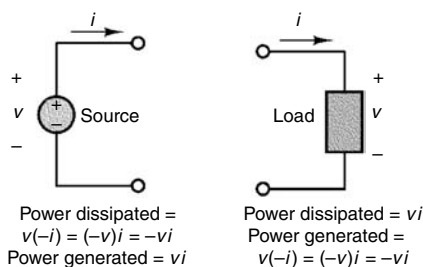 i
+
v
−
+
−
Source
Power dissipated =
v(−i) = (−v)i = −vi
Power generated = vi
i
Load
+
v
−
Power dissipated = vi
Power generated =
v(−i) = (−v)i = −vi